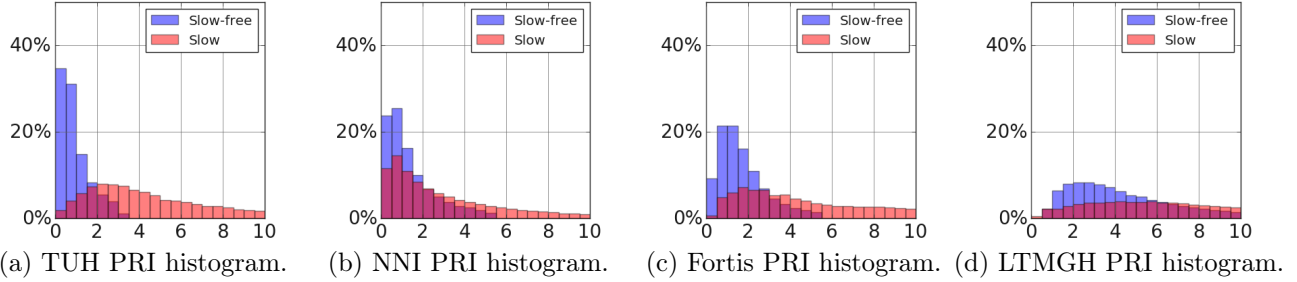 Slow-free
Slow
40%
20%
0%
0 2 4 6 8 10
(a) TUH PRI histogram.
Slow-free
Slow
40%
20%
0%
0 2 4 6 8 10
(b) NNI PRI histogram.
Slow-free
Slow
40%
20%
0%
0 2 4 6 8 10
(c) Fortis PRI histogram.
Slow-free
Slow
40%
20%
0%
0 2 4 6 8 10
(d) LTMGH PRI histogram.